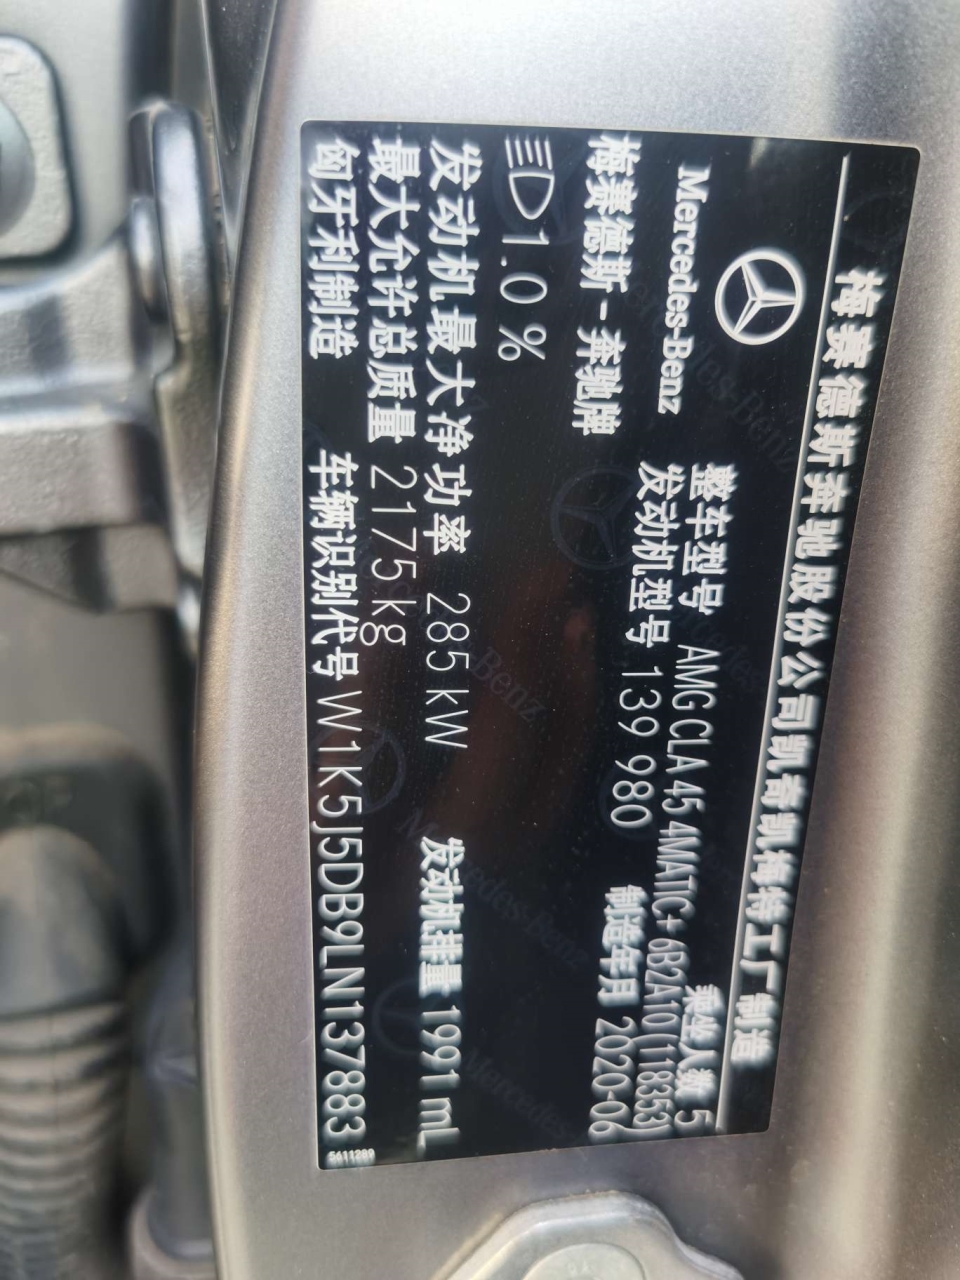 梅赛德斯奔驰股份公司凯奇凯梅特工厂制造
Mercedes-Benz
梅赛德斯-奔驰牌
整车型号 AMG CLA 45 4MATIC+ 6B2A101(118353)
乘坐人数 5
发动机型号 139 980
制造年月 2020-06
1.0 %
发动机最大净功率 285 kW
发动机排量 1991 mL
最大允许总质量 2175 kg
匈牙利制造
车辆识别代号 W1K5J5DB9LN137883
5611289